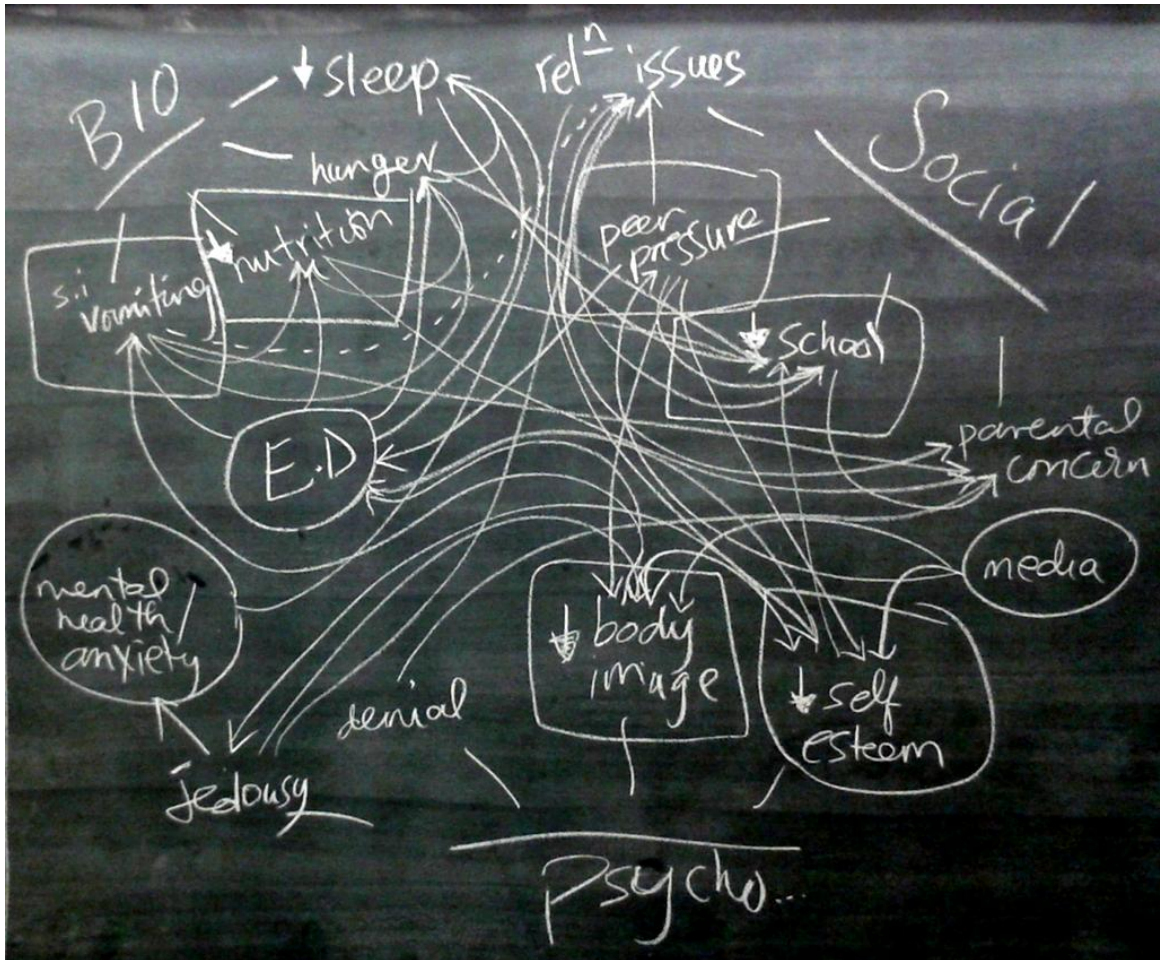 BIO
↓ sleep
relⁿ issues
Social
hunger
↓ nutrition
peer
pressure
s.i
vomiting
↓ school
E.D
parental
concern
media
mental
health
anxiety
↓ body
image
↓ self
esteem
denial
jealousy
psycho...